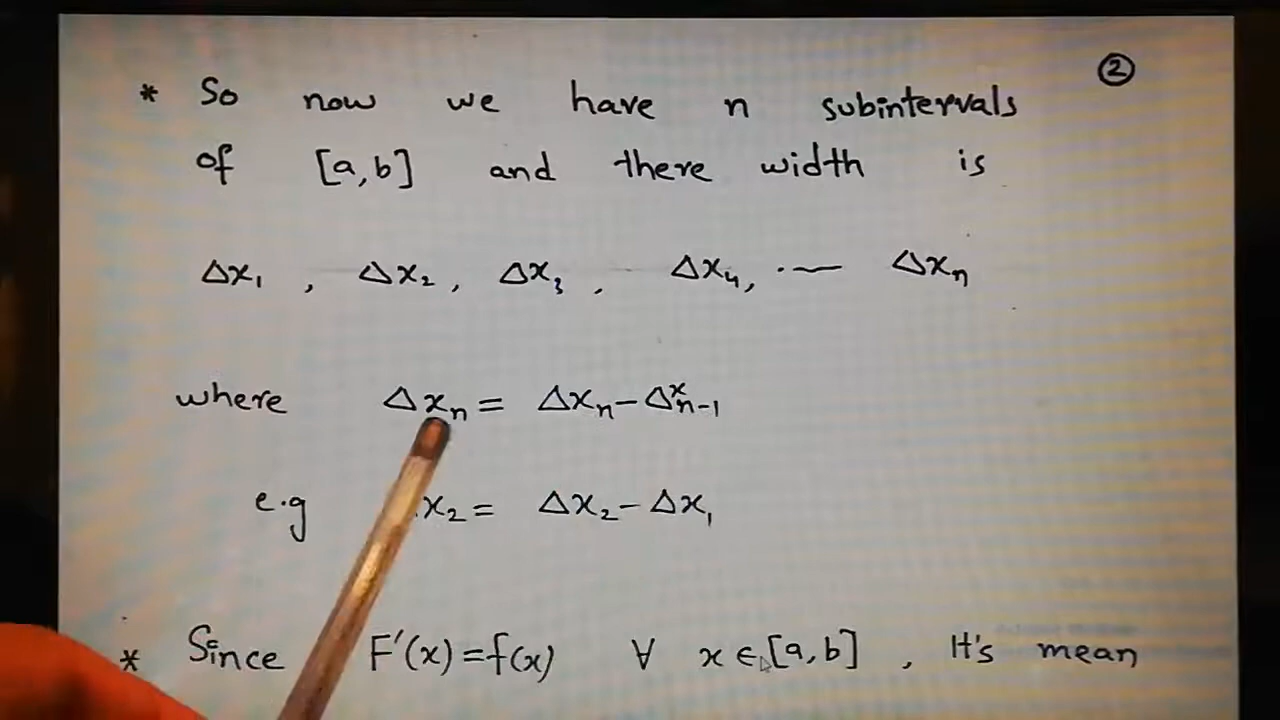 ②
* So now we have n subintervals
of [a,b] and there width is
Δx₁ , Δx₂, Δx₃ , Δx₄, ·— Δxₙ
where Δxₙ = Δxₙ - Δxₙ₋₁
e.g x₂ = Δx₂ - Δx₁
* Since F'(x)=f(x) ∀ x ∈ [a,b] , It's mean